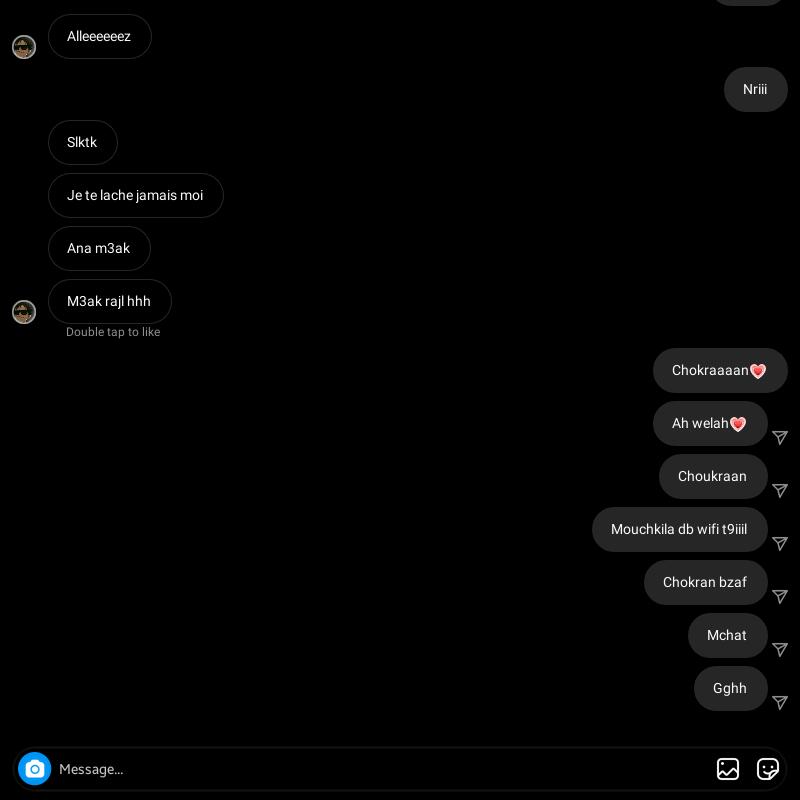 Alleeeeeez
Nriii
Slktk
Je te lache jamais moi
Ana m3ak
M3ak rajl hhh
Double tap to like
Chokraaaan
Ah welah
Choukraan
Mouchkila db wifi t9iiil
Chokran bzaf
Mchat
Gghh
Message...